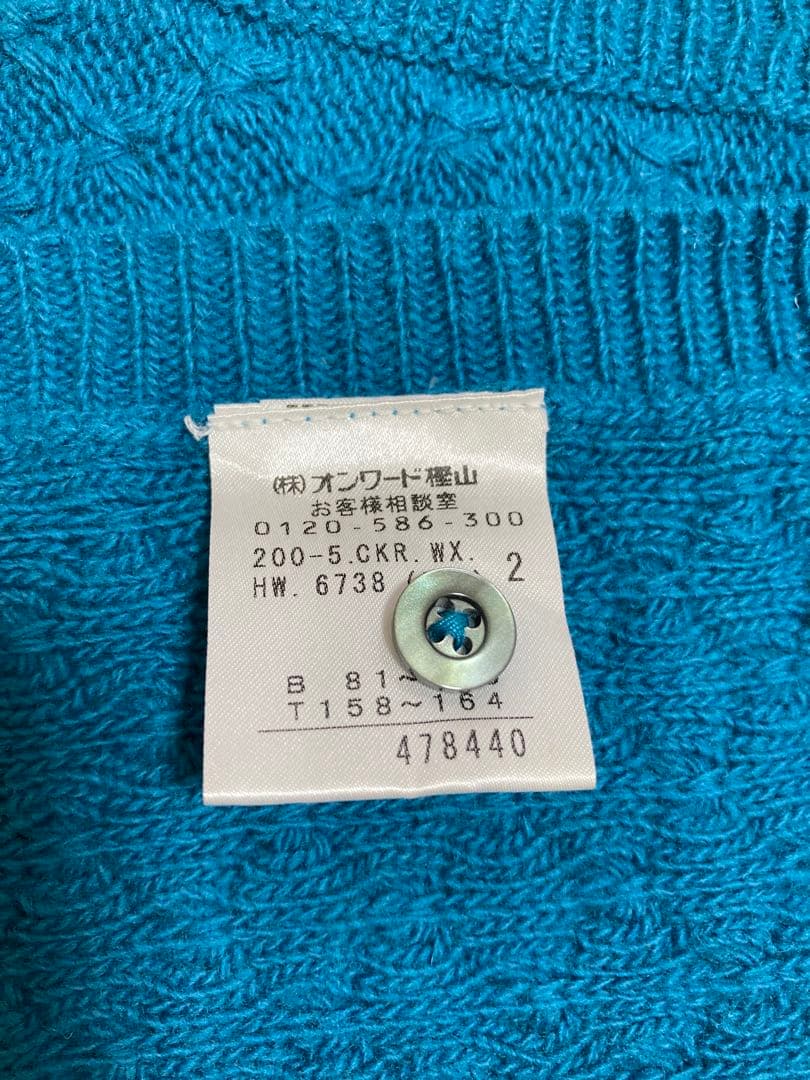 (株)オンワード樫山
お客様相談室
0120-586-300
200-5.CKR.WX.
HW. 6738 2
B 81~
T158~164
478440